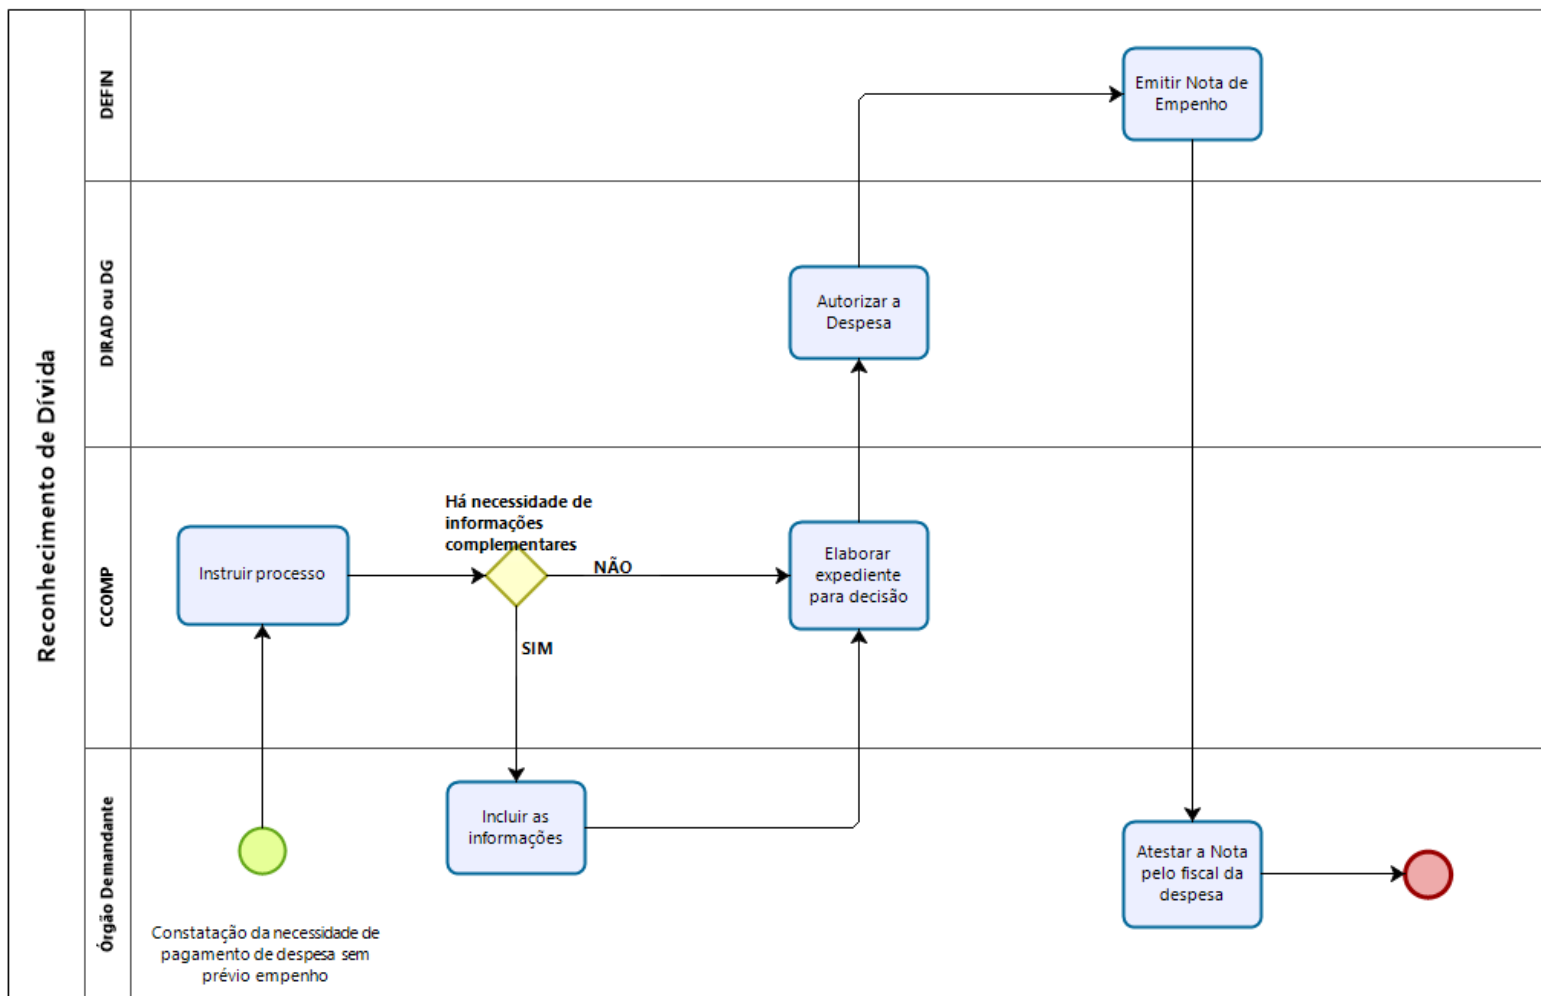 Reconhecimento de Dívida
DEFIN
Emitir Nota de
Empenho
DIRAD ou DG
Autorizar a
Despesa
CCOMP
Instruir processo
Há necessidade de
informações
complementares
NÃO
SIM
Elaborar
expediente
para decisão
Órgão Demandante
Constatação da necessidade de
pagamento de despesa sem
prévio empenho
Incluir as
informações
Atestar a Nota
pelo fiscal da
despesa